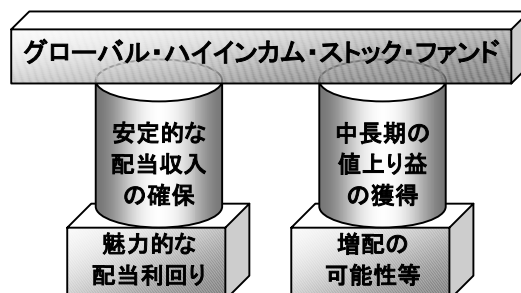 グローバル・ハイインカム・ストック・ファンド
安定的な
配当収入
の確保
中長期の
値上り益
の獲得
魅力的な
配当利回り
増配の
可能性等